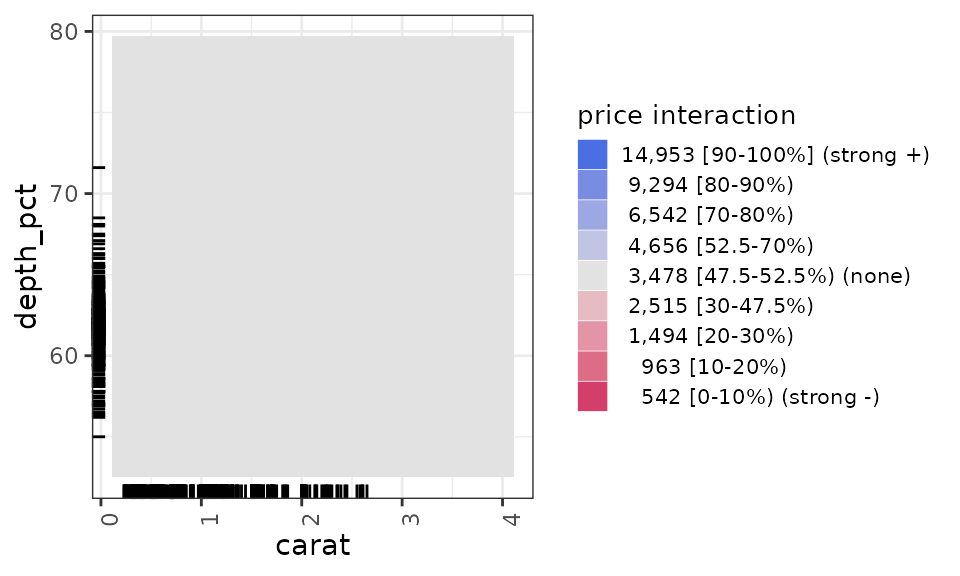 80
70
60
depth_pct
0
1
2
3
4
carat
price interaction
14,953 [90-100%] (strong +)
9,294 [80-90%)
6,542 [70-80%)
4,656 [52.5-70%)
3,478 [47.5-52.5%) (none)
2,515 [30-47.5%)
1,494 [20-30%)
963 [10-20%)
542 [0-10%) (strong -)